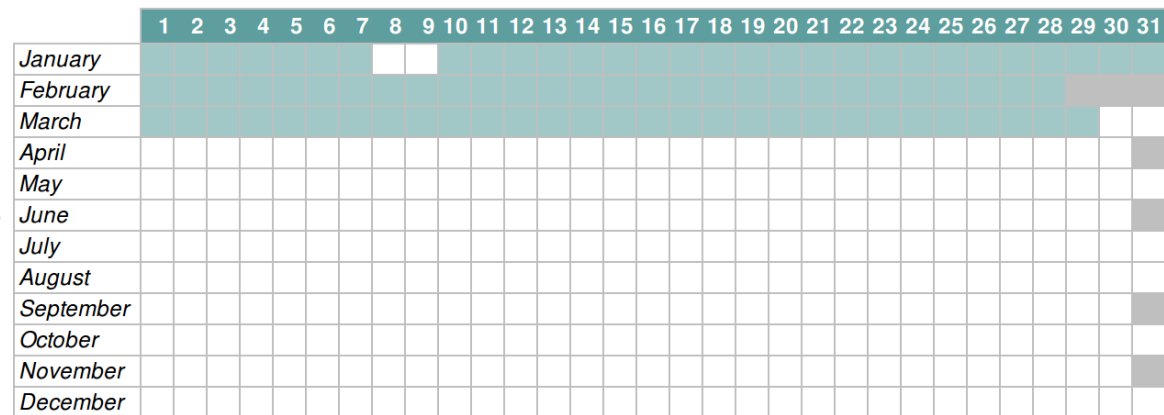 1 2 3 4 5 6 7 8 9 10 11 12 13 14 15 16 17 18 19 20 21 22 23 24 25 26 27 28 29 30 31
January
February
March
April
May
June
July
August
September
October
November
December